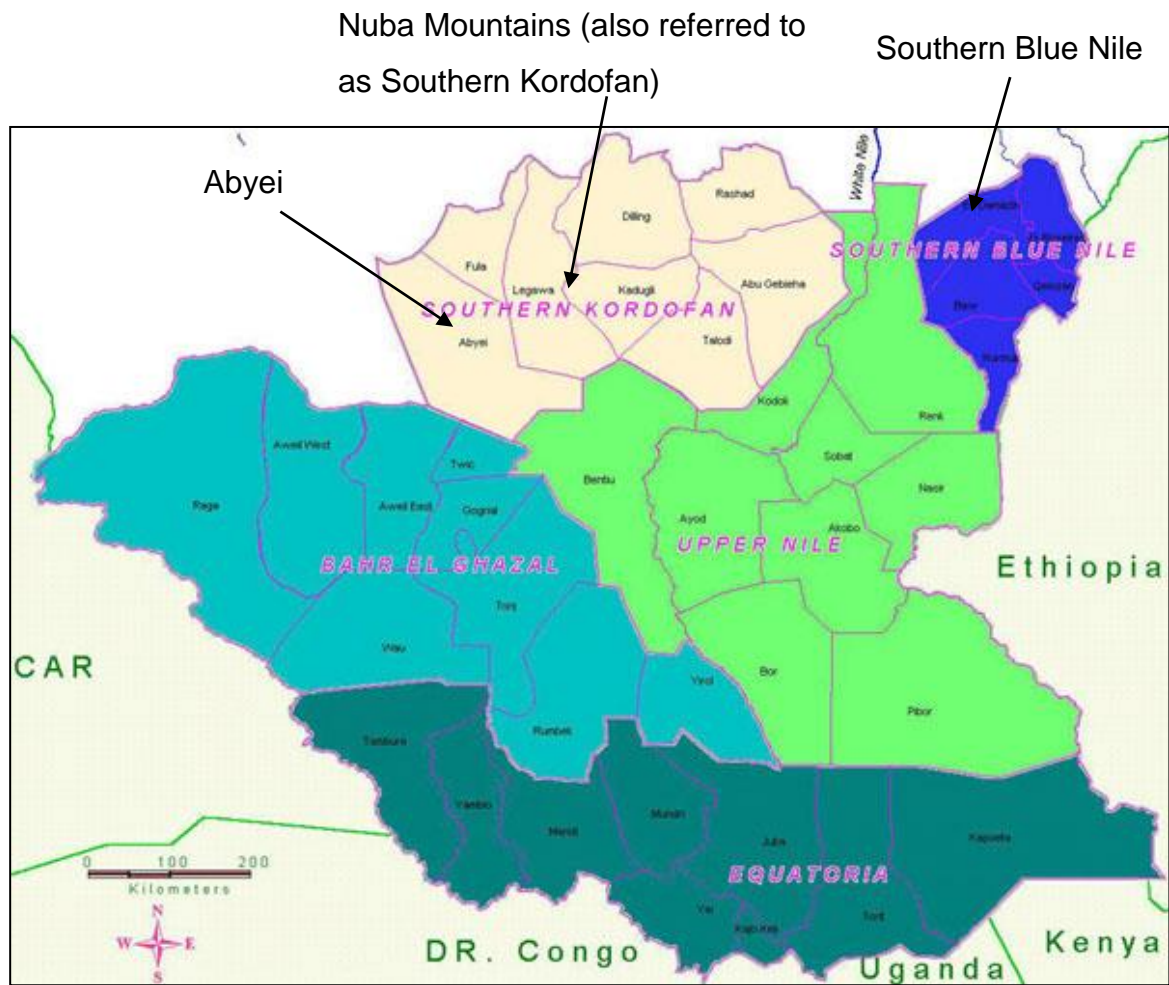 Nuba Mountains (also referred to
as Southern Kordofan)
Southern Blue Nile
Abyei
White Nile
Rashad
Dilling
SOUTHERN BLUE NILE
Fula
Legawa
Kadugli
Abu Gebieha
SOUTHERN KORDOFAN
Abyei
Talodi
Kodok
Renk
Aweil West
Twic
Sobat
Bentiu
Nasir
Raga
Aweil East
Gogrial
Ayod
Akobo
UPPER NILE
BAHR EL GHAZAL
Ethiopia
Tonj
Wau
CAR
Yirol
Bor
Pibor
Rumbek
Tambura
Yambio
Maridi
Mundri
Juba
Kapoeta
EQUATORIA
0 100 200
Kilometers
Yei
Kajo Keji
Torit
N
W E
S
DR. Congo
Uganda
Kenya